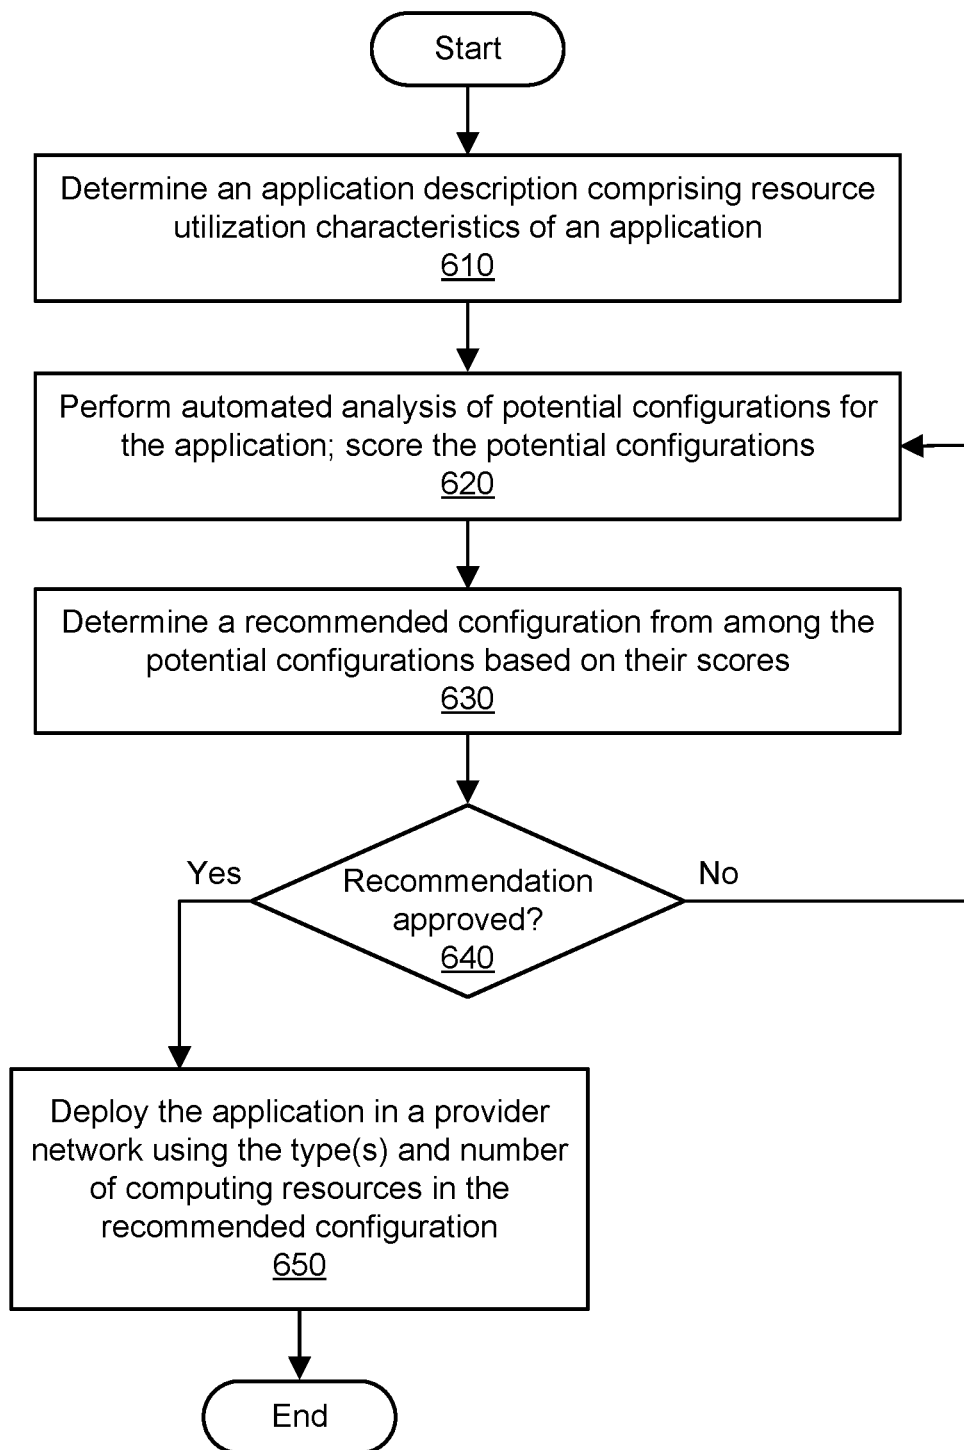 Start
Determine an application description comprising resource
utilization characteristics of an application
610
Perform automated analysis of potential configurations for
the application; score the potential configurations
620
Determine a recommended configuration from among the
potential configurations based on their scores
630
Yes
No
Recommendation
approved?
640
Deploy the application in a provider
network using the type(s) and number
of computing resources in the
recommended configuration
650
End